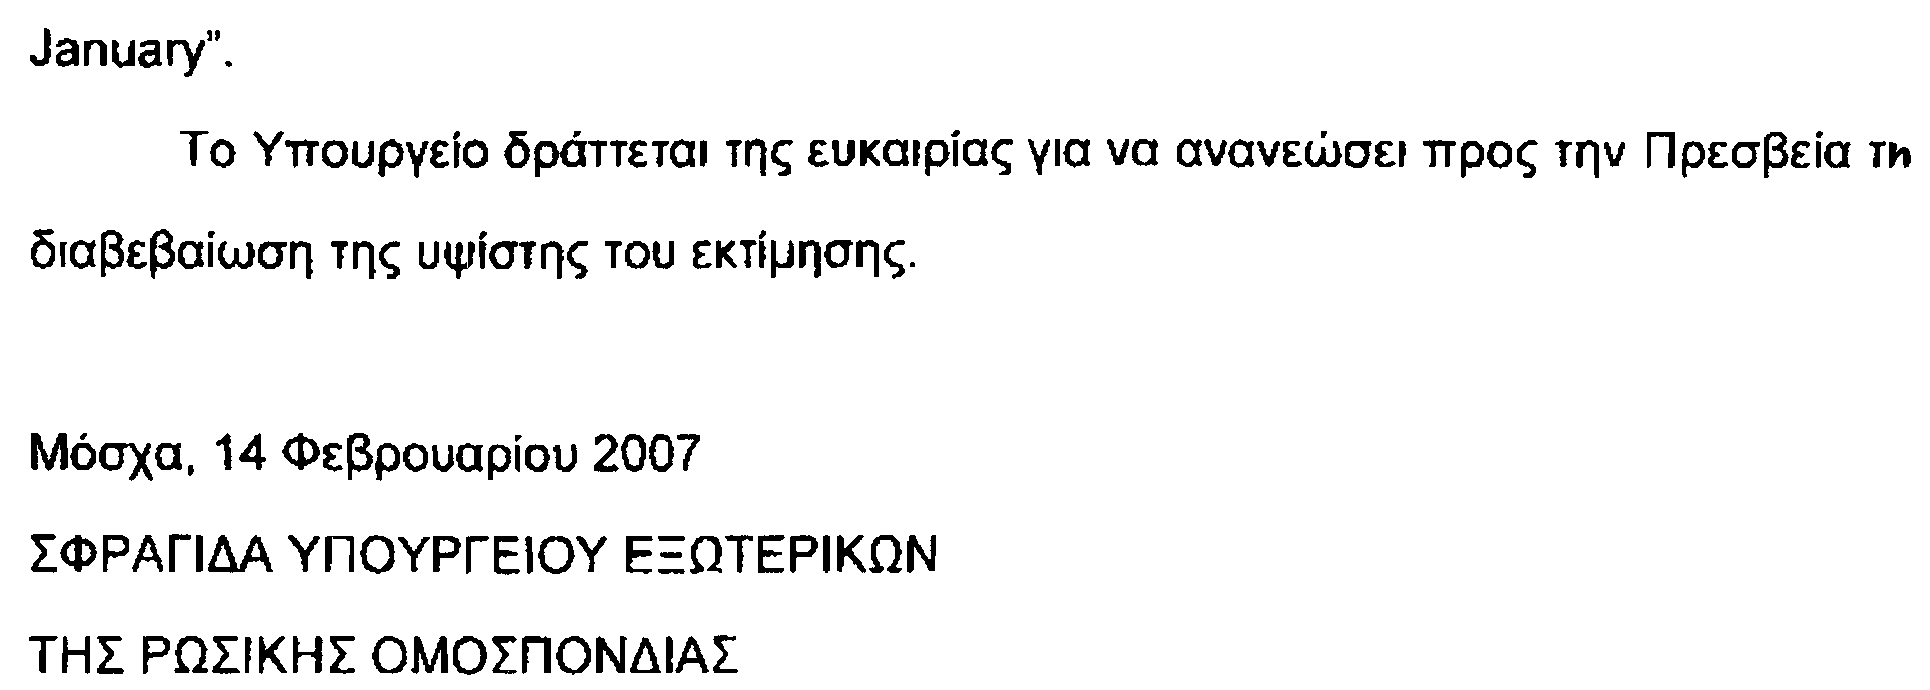 January”.
Το Υπουργείο δράττεται της ευκαιρίας για να ανανεώσει προς την Πρεσβεία τη
διαβεβαίωση της υψίστης του εκτίμησης.
Μόσχα, 14 Φεβρουαρίου 2007
ΣΦΡΑΓΙΔΑ ΥΠΟΥΡΓΕΙΟΥ ΕΞΩΤΕΡΙΚΩΝ
ΤΗΣ ΡΩΣΙΚΗΣ ΟΜΟΣΠΟΝΔΙΑΣ